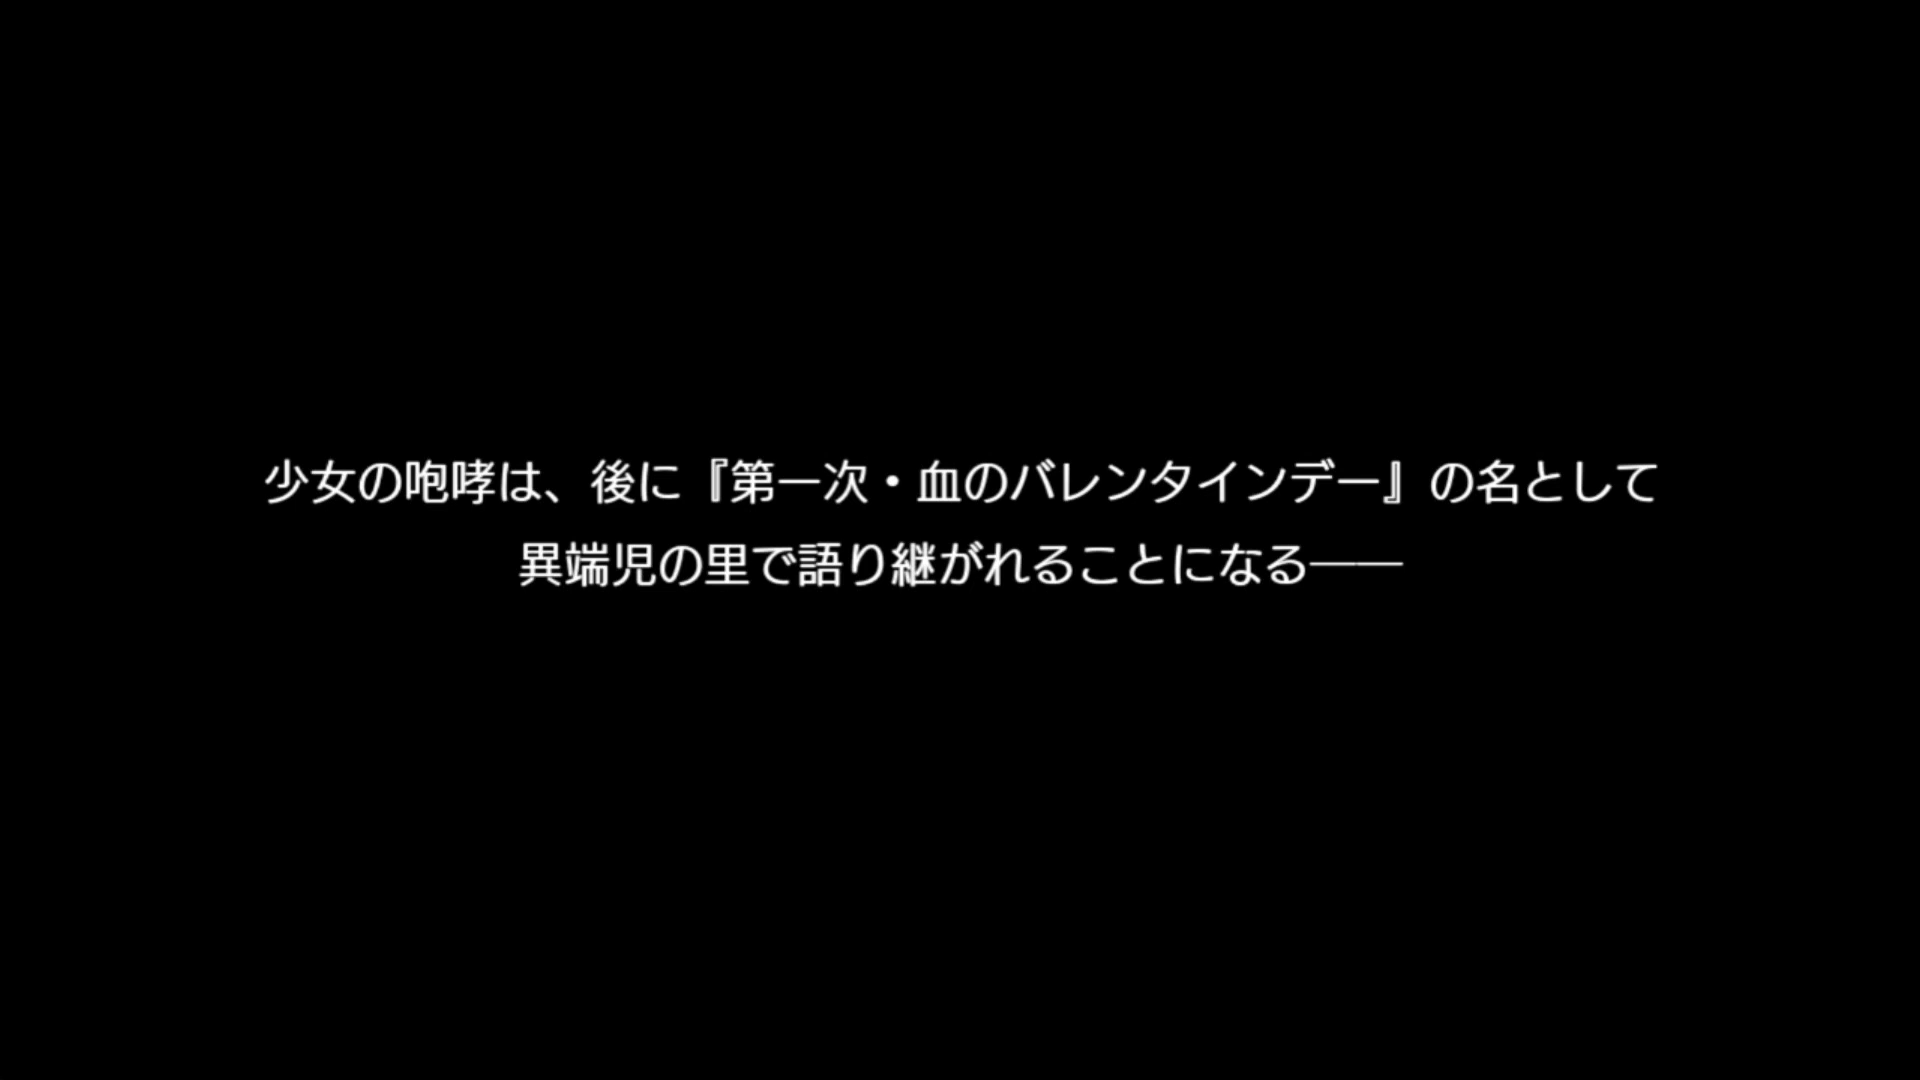 少女の咆哮は、後に『第一次・血のバレンタインデー』の名として
異端児の里で語り継がれることになる――